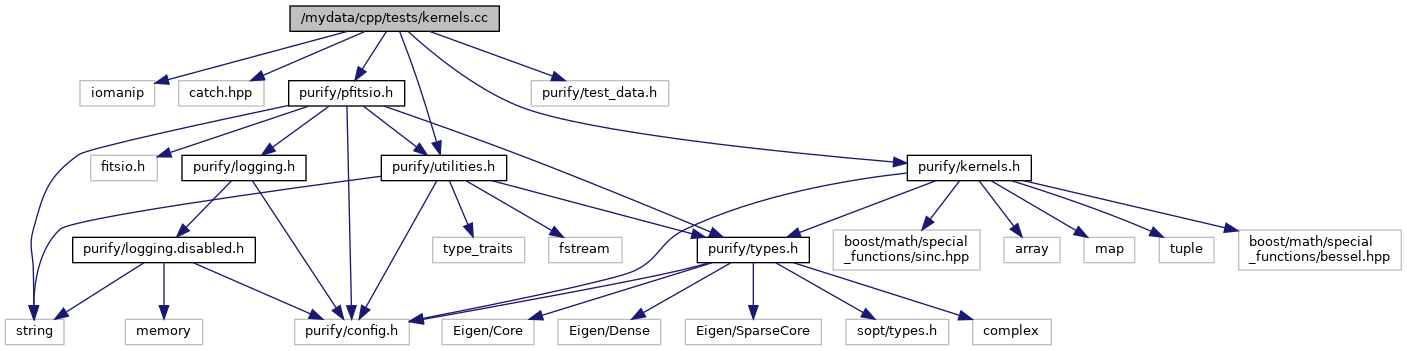 /mydata/cpp/tests/kernels.cc
iomanip
catch.hpp
purify/pfitsio.h
purify/test_data.h
fitsio.h
purify/logging.h
purify/utilities.h
purify/kernels.h
purify/logging.disabled.h
type_traits
fstream
purify/types.h
boost/math/special
_functions/sinc.hpp
array
map
tuple
boost/math/special
_functions/bessel.hpp
string
memory
purify/config.h
Eigen/Core
Eigen/Dense
Eigen/SparseCore
sopt/types.h
complex